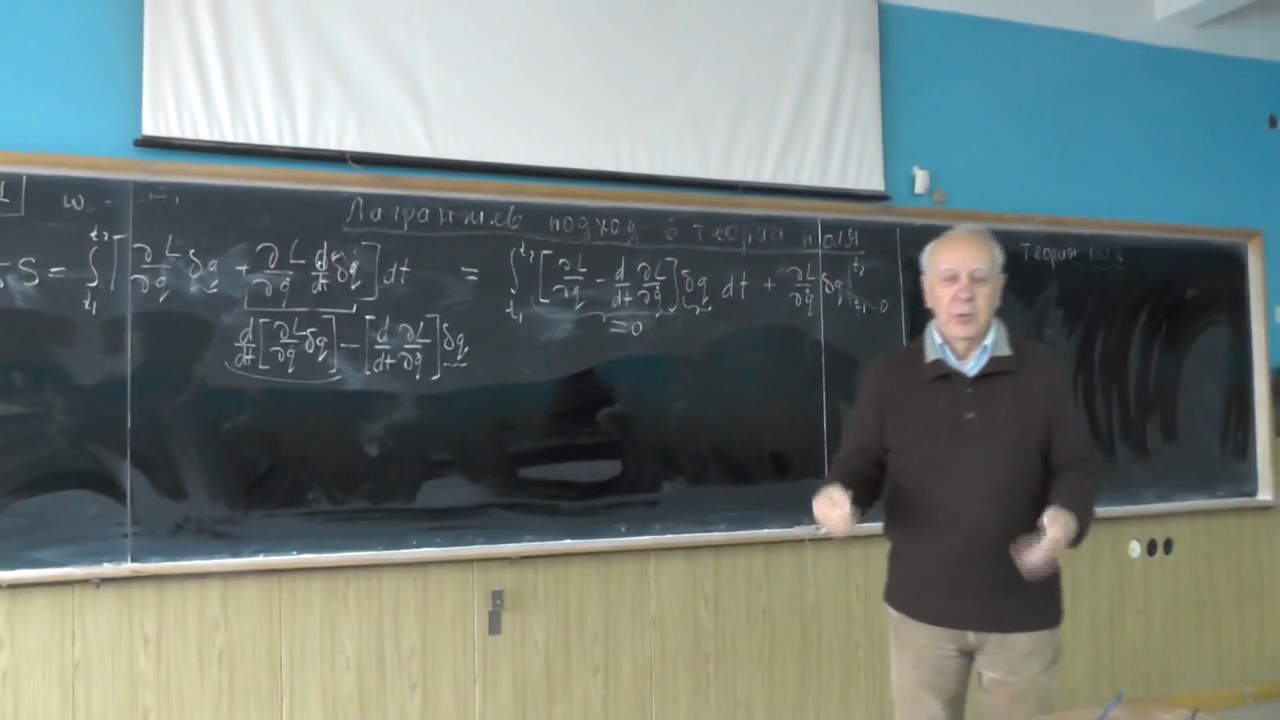 Лагранжев подход в теории поля
Теория
S = ∫_{t₁}^{t₂} [ ∂L/∂q δq + ∂L/∂q̇ d/dt δq ] dt = ∫_{t₁}^{t₂} [ ∂L/∂q - d/dt ∂L/∂q̇ ] δq dt + ∂L/∂q̇ δq |_{t₁}^{t₂} 0
= 0
d/dt [ ∂L/∂q̇ δq ] - [ d/dt ∂L/∂q̇ ] δq